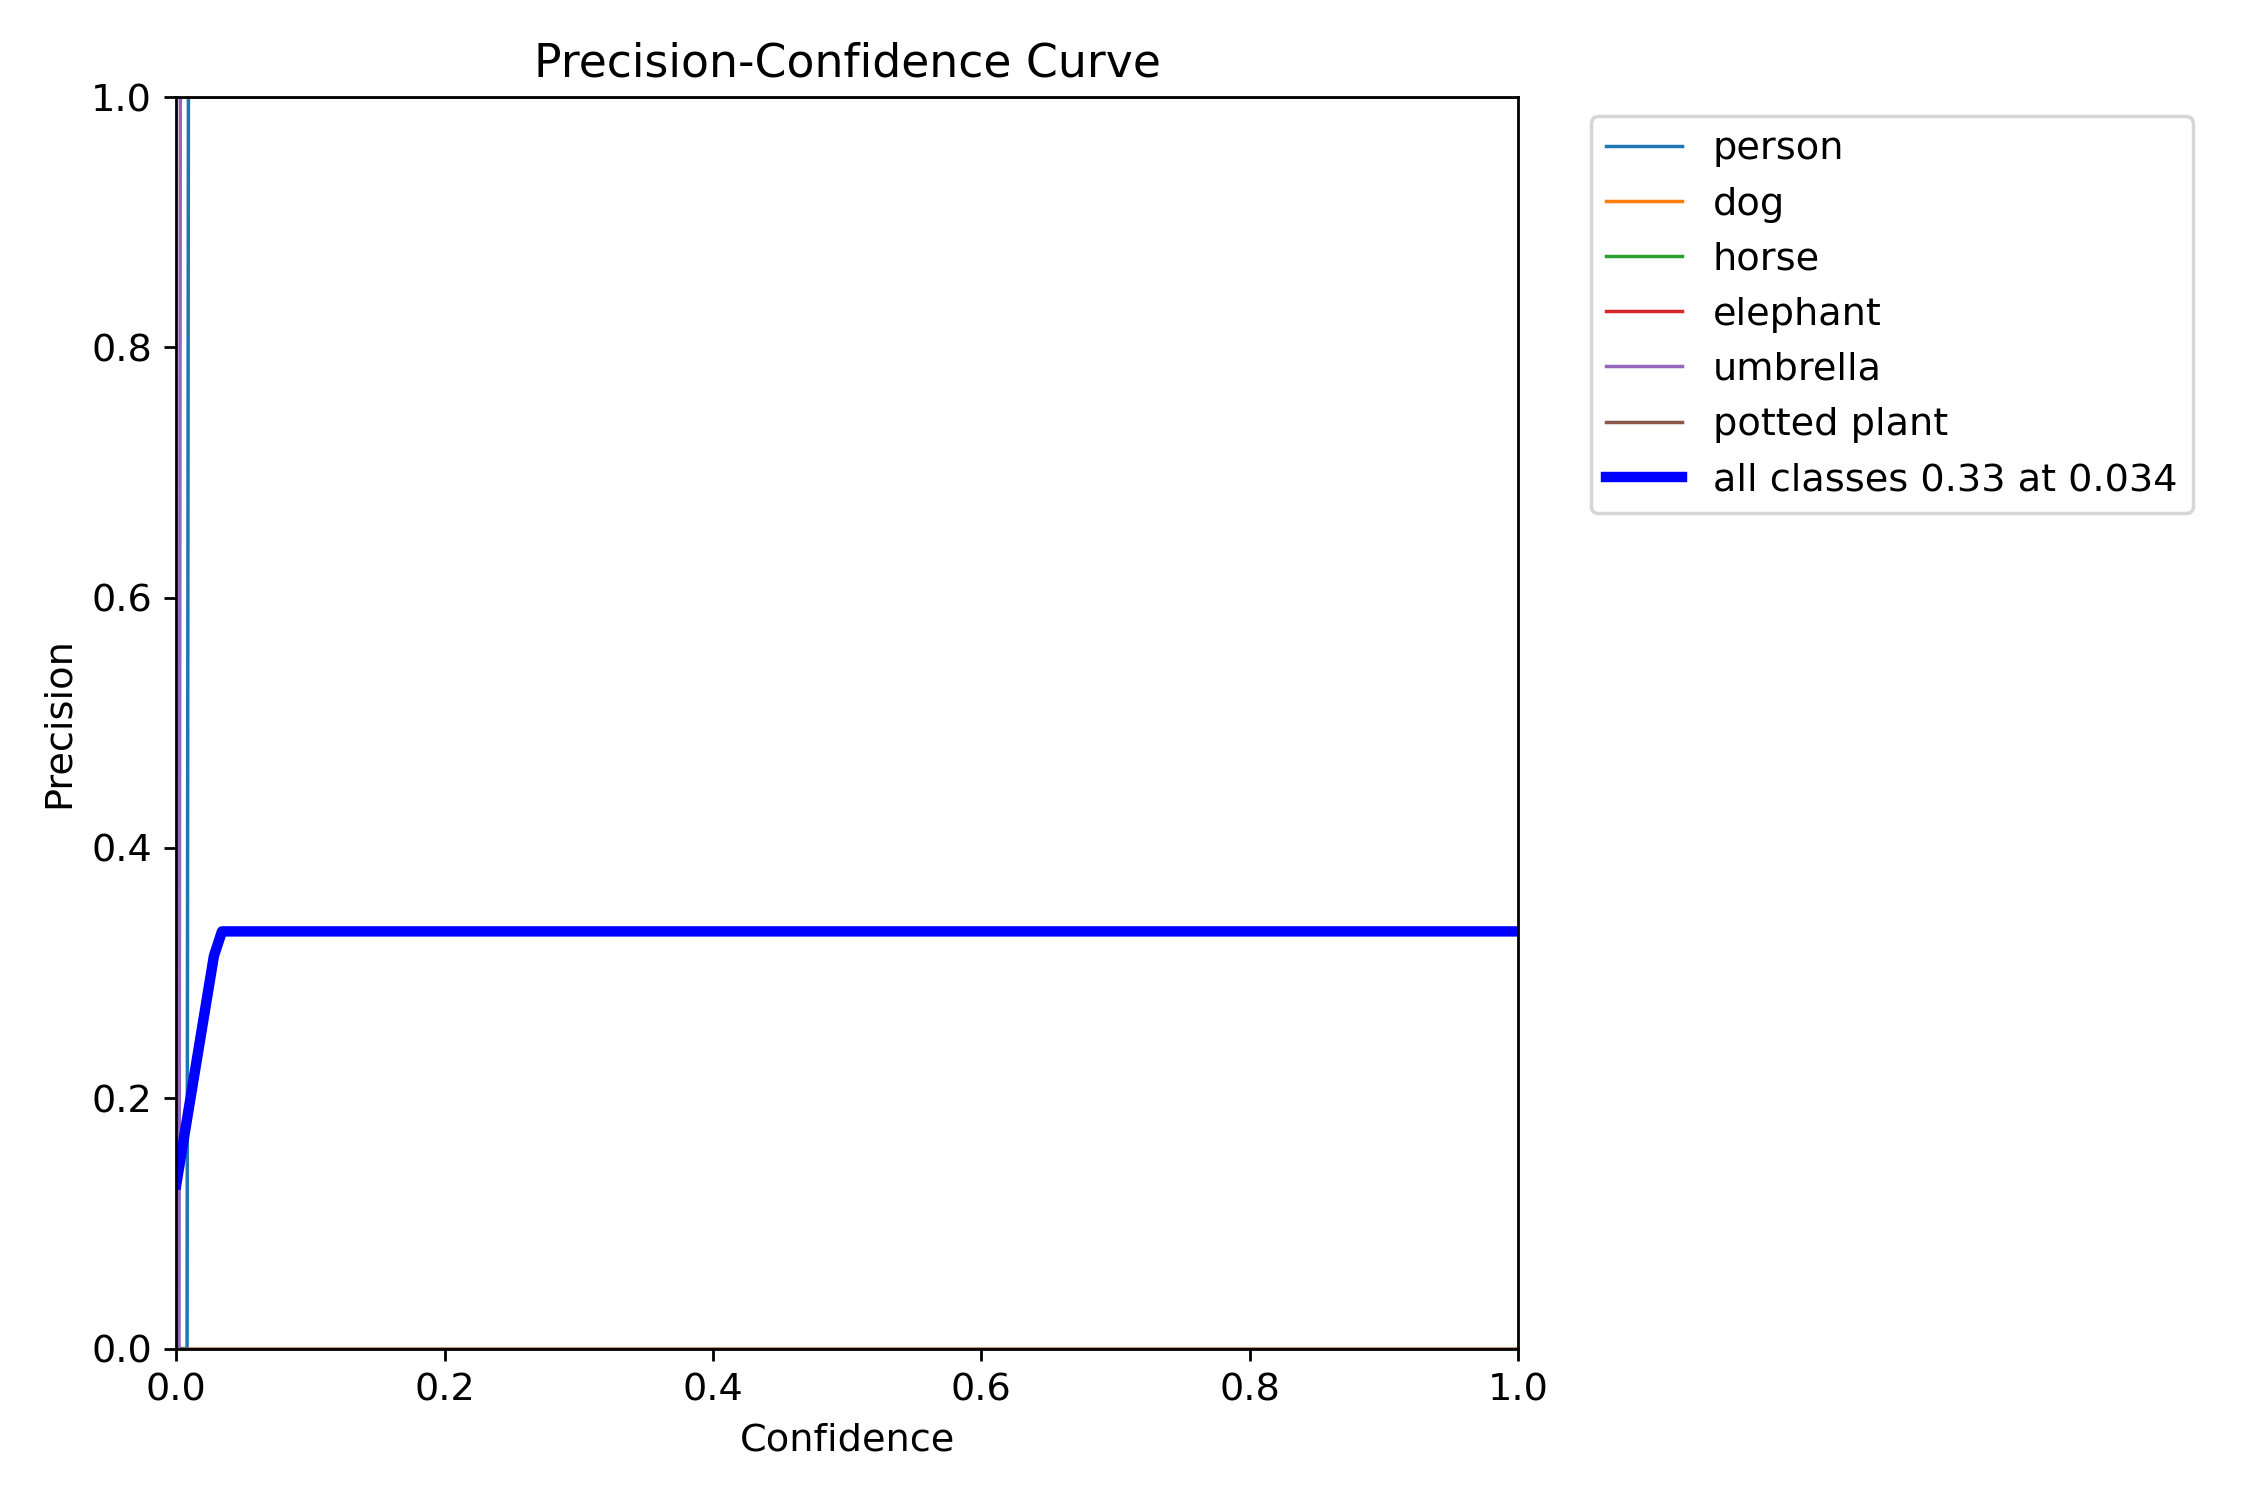 Precision-Confidence Curve
1.0
0.8
0.6
0.4
0.2
0.0
Precision
0.0 0.2 0.4 0.6 0.8 1.0
Confidence
person
dog
horse
elephant
umbrella
potted plant
all classes 0.33 at 0.034